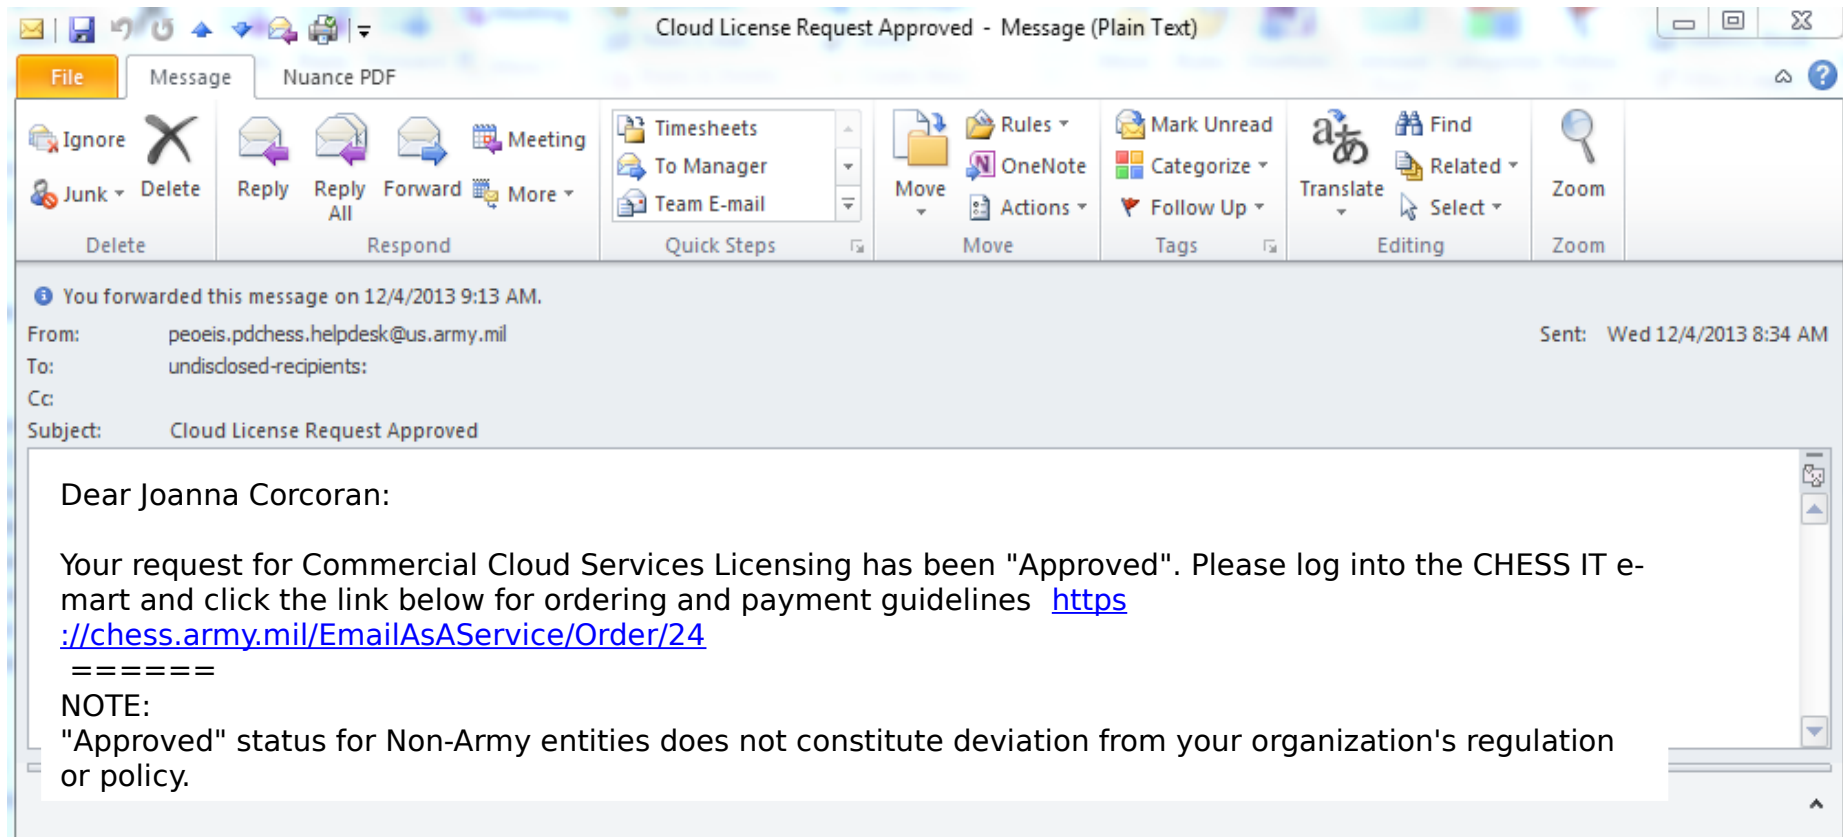 Cloud License Request Approved - Message (Plain Text)
File Message Nuance PDF
Ignore
Junk
Delete
Delete
Reply
Reply All
Forward
Meeting
More
Respond
Timesheets
To Manager
Team E-mail
Quick Steps
Move
Rules
OneNote
Actions
Move
Mark Unread
Categorize
Follow Up
Tags
Translate
Find
Related
Select
Editing
Zoom
Zoom
You forwarded this message on 12/4/2013 9:13 AM.
From: peoeis.pdchess.helpdesk@us.army.mil Sent: Wed 12/4/2013 8:34 AM
To: undisclosed-recipients:
Cc:
Subject: Cloud License Request Approved
Dear Joanna Corcoran:
Your request for Commercial Cloud Services Licensing has been "Approved". Please log into the CHESS IT e-
mart and click the link below for ordering and payment guidelines https
://chess.army.mil/EmailAsAService/Order/24
======
NOTE:
"Approved" status for Non-Army entities does not constitute deviation from your organization's regulation
or policy.